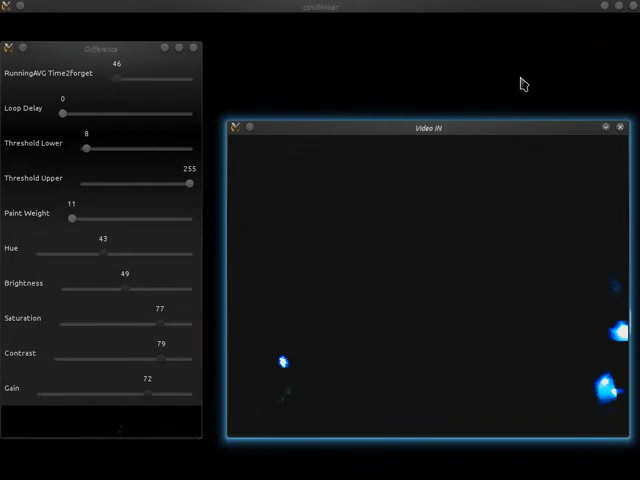 Difference
46
RunningAVG Time2forget
0
Loop Delay
8
Threshold Lower
255
Threshold Upper
11
Paint Weight
43
Hue
49
Brightness
77
Saturation
79
Contrast
72
Gain
Video IN